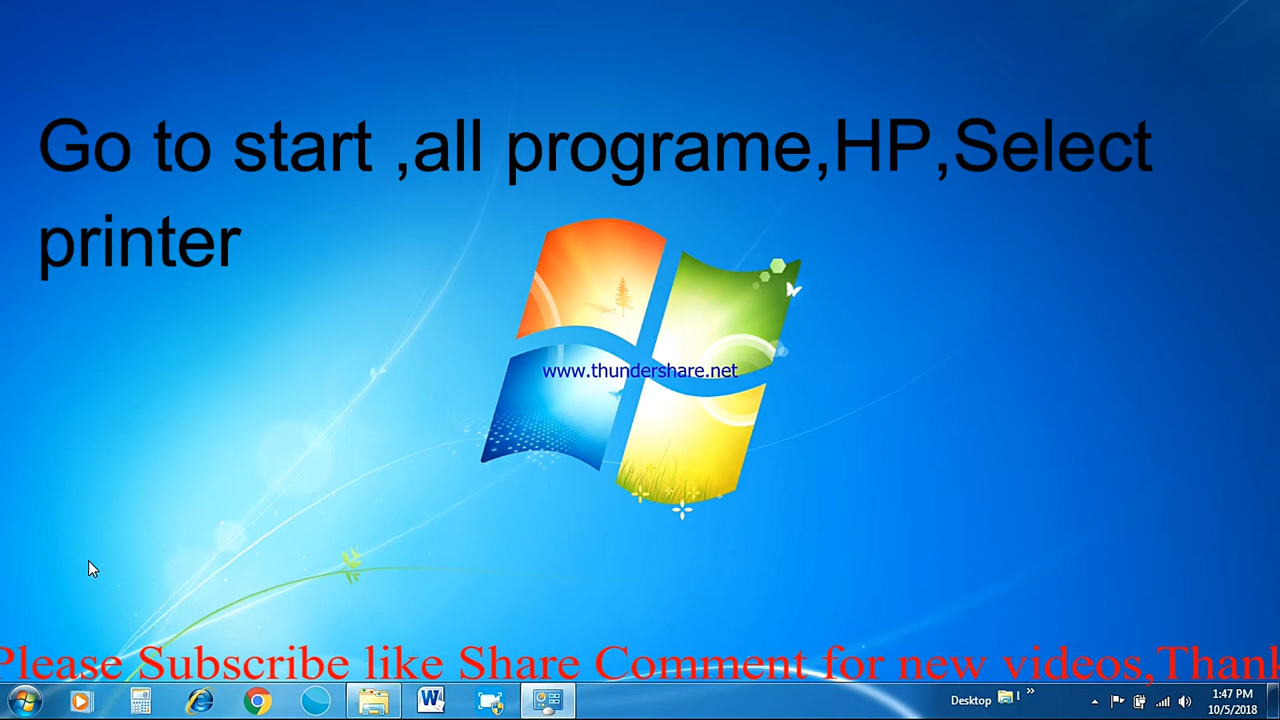 Go to start ,all programe,HP,Select
printer
www.thundershare.net
Please Subscribe like Share Comment for new videos,Thank
Desktop
1:47 PM
10/5/2018